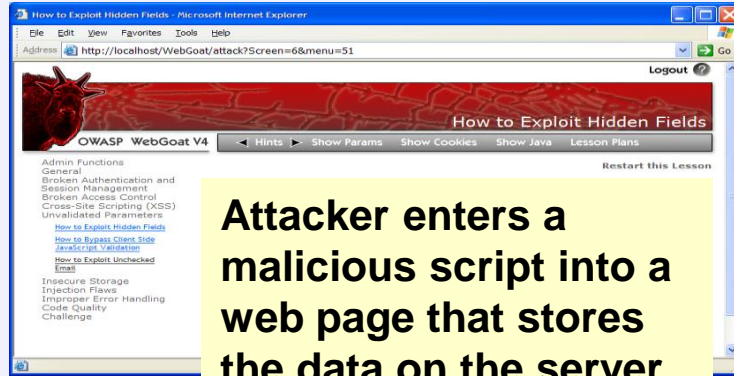 How to Exploit Hidden Fields - Microsoft Internet Explorer
File Edit View Favorites Tools Help
Address http://localhost/WebGoat/attack?Screen=6&menu=51 Go
Logout ?
How to Exploit Hidden Fields
OWASP WebGoat V4 Hints Show Params Show Cookies Show Java Lesson Plans
Restart this Lesson
Admin Functions
General
Broken Authentication and
Session Management
Broken Access Control
Cross-Site Scripting (XSS)
Unvalidated Parameters
How to Exploit Hidden Fields
How to Bypass Client Side
JavaScript Validation
How to Exploit Unchecked
Email
Insecure Storage
Injection Flaws
Improper Error Handling
Code Quality
Challenge
Attacker enters a
malicious script into a
web page that stores
the data on the server